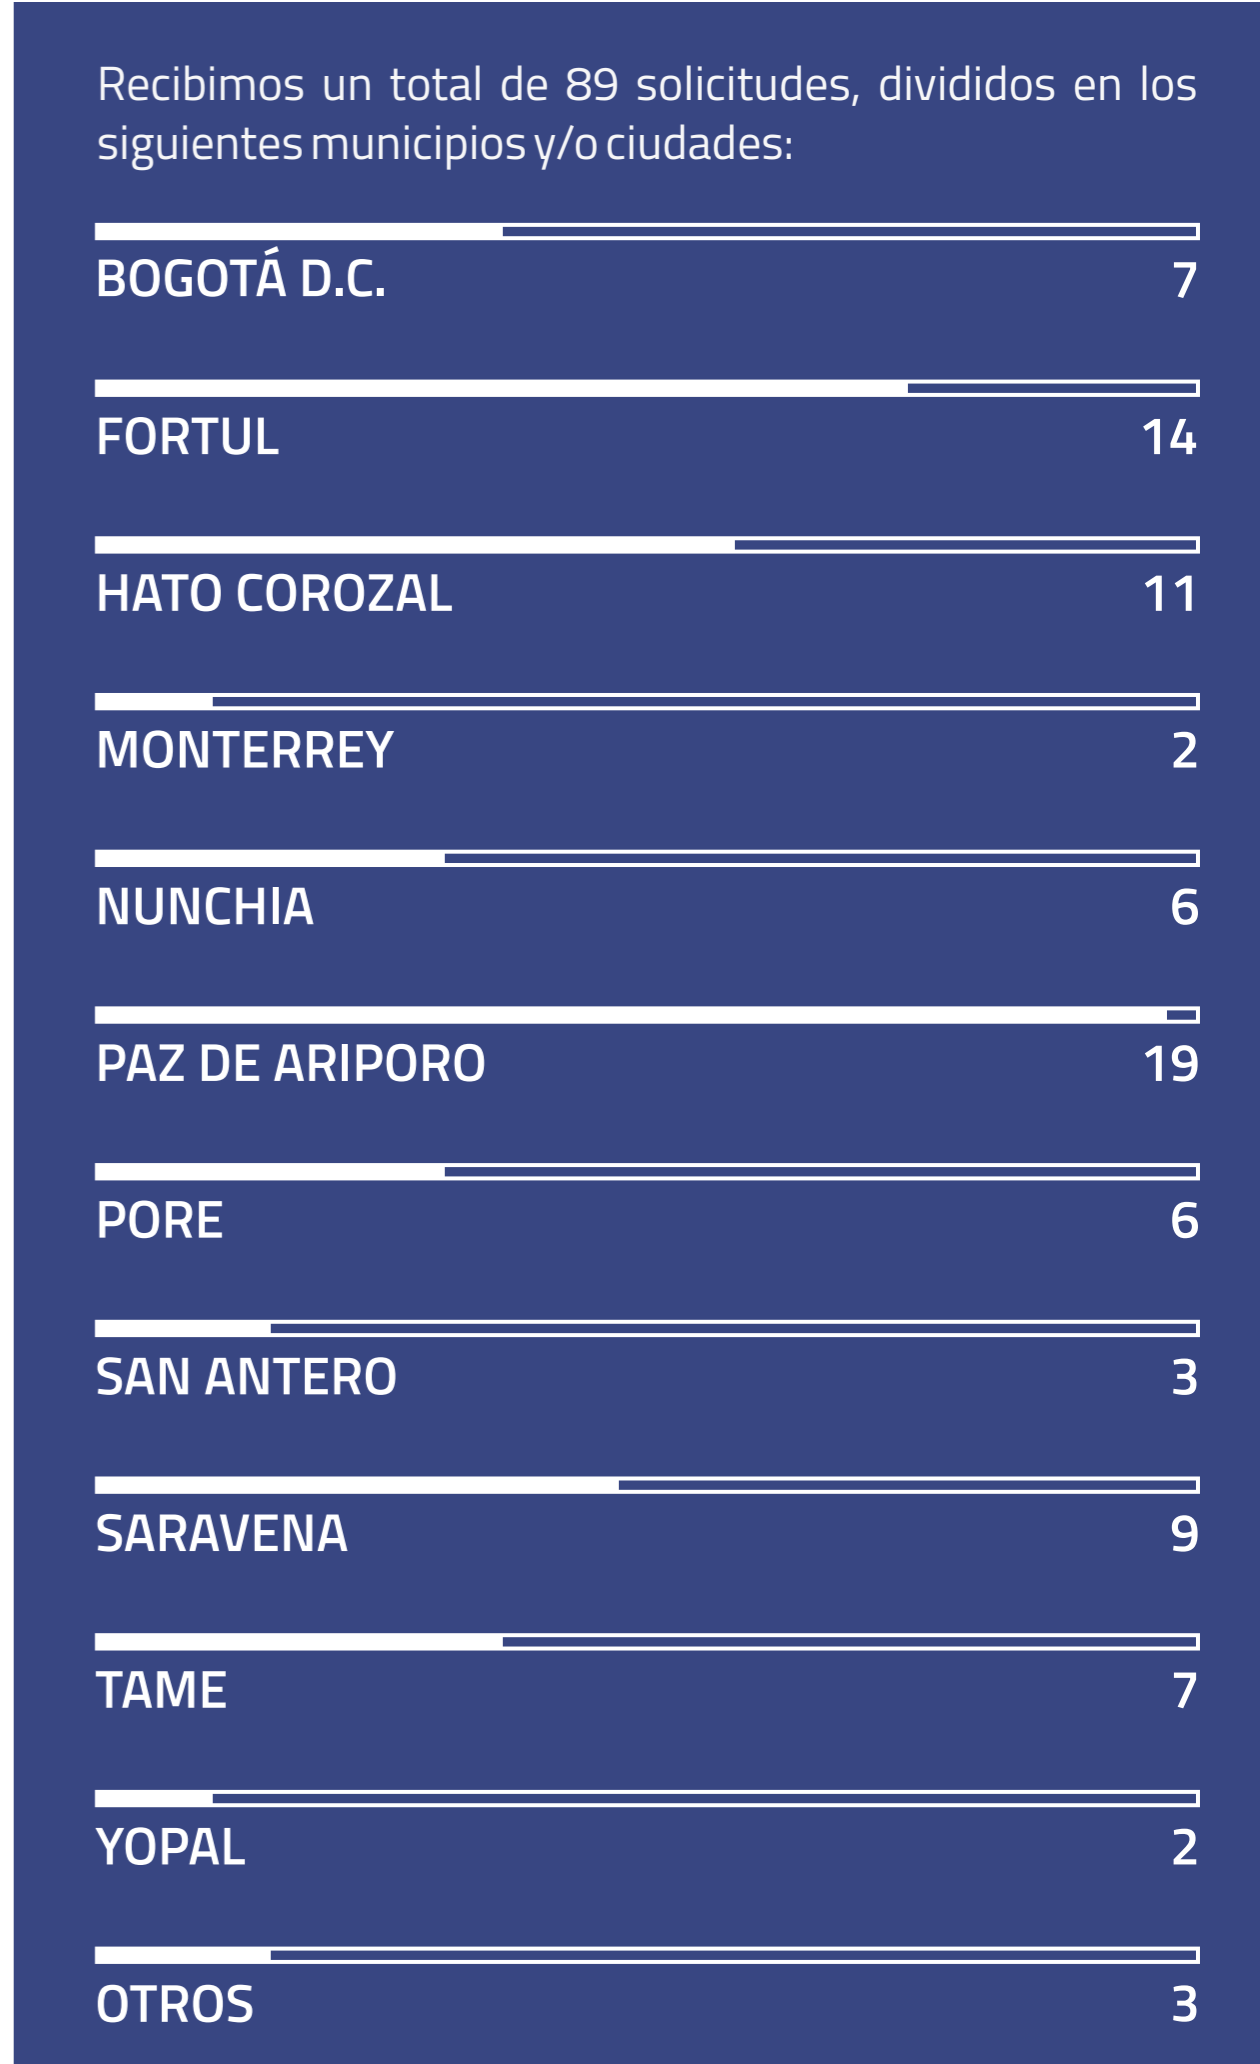 Recibimos un total de 89 solicitudes, divididos en los
siguientes municipios y/o ciudades:
BOGOTÁ D.C. 7
FORTUL 14
HATO COROZAL 11
MONTERREY 2
NUNCHIA 6
PAZ DE ARIPORO 19
PORE 6
SAN ANTERO 3
SARAVENA 9
TAME 7
YOPAL 2
OTROS 3